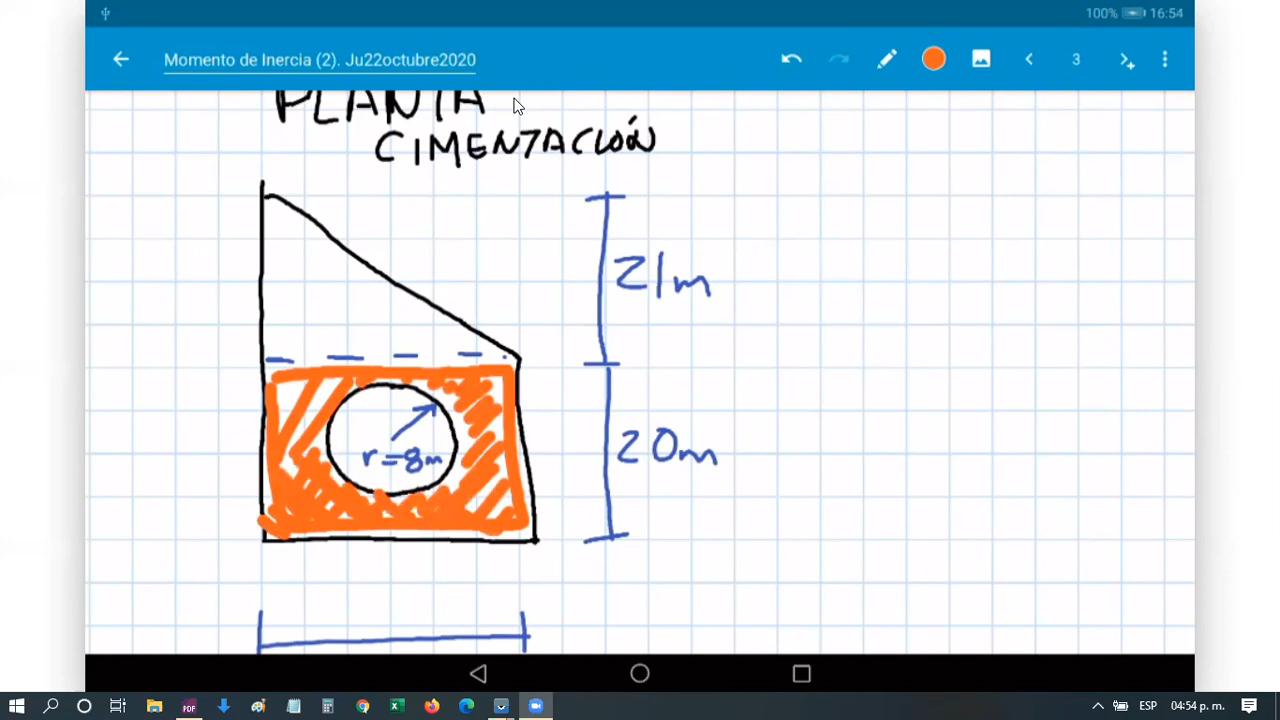 100% 16:54
Momento de Inercia (2). Ju22octubre2020
3
PLANTA
CIMENTACIÓN
21m
r=8m
20m
ESP 04:54 p. m.